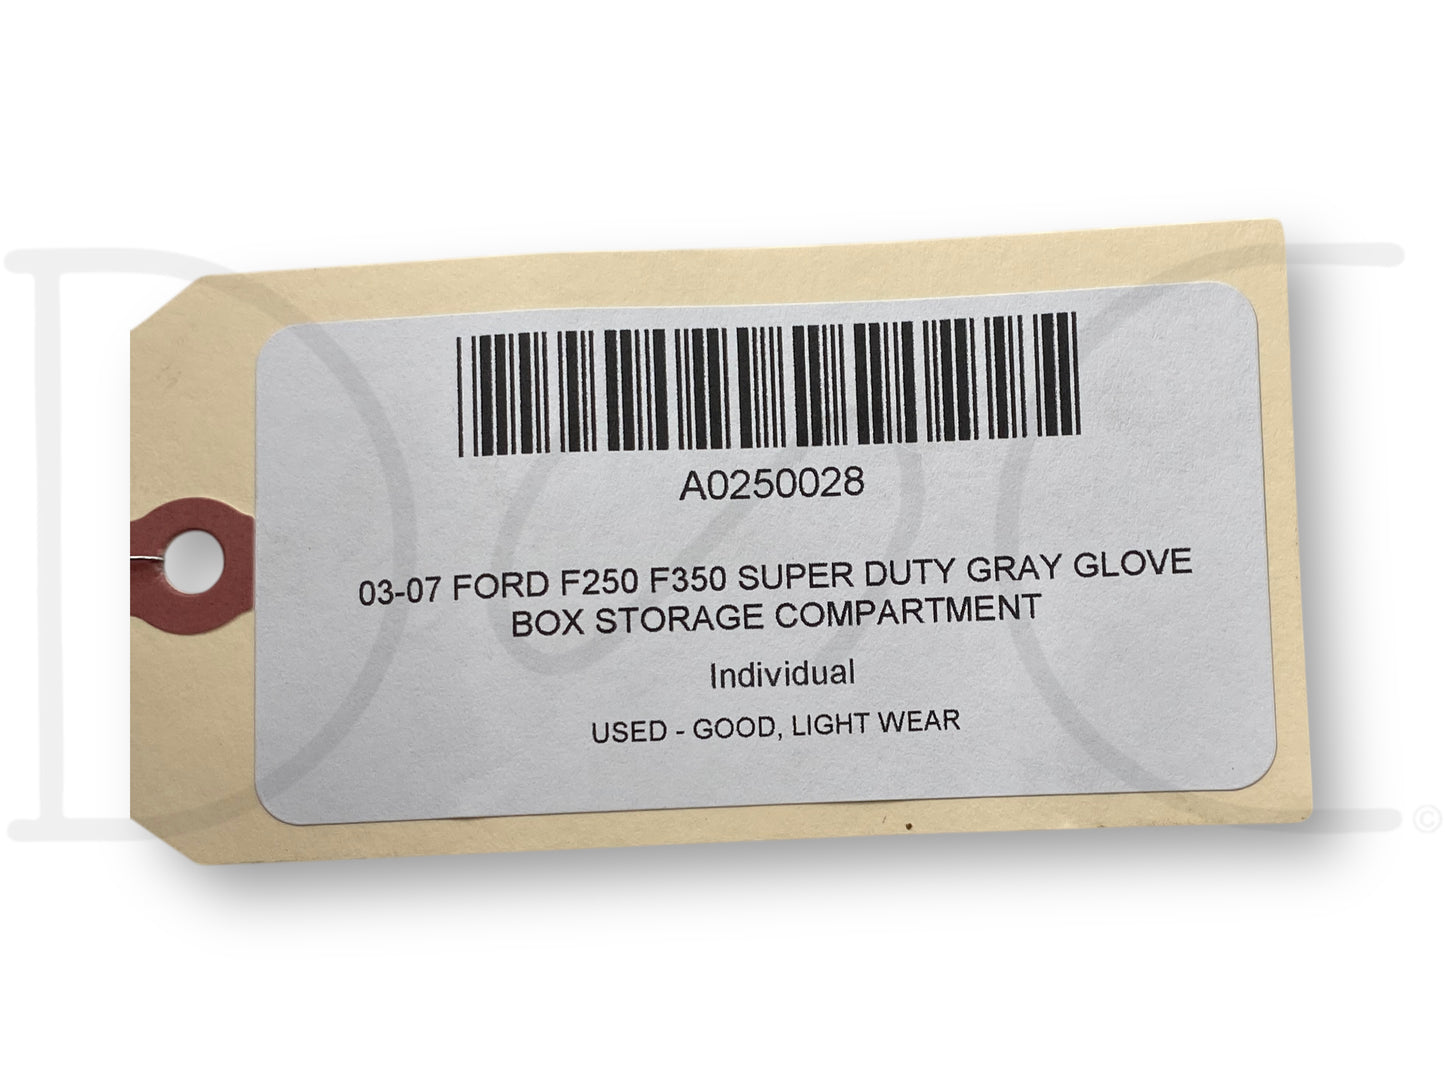 A0250028
03-07 FORD F250 F350 SUPER DUTY GRAY GLOVE
BOX STORAGE COMPARTMENT
Individual
USED - GOOD, LIGHT WEAR
©